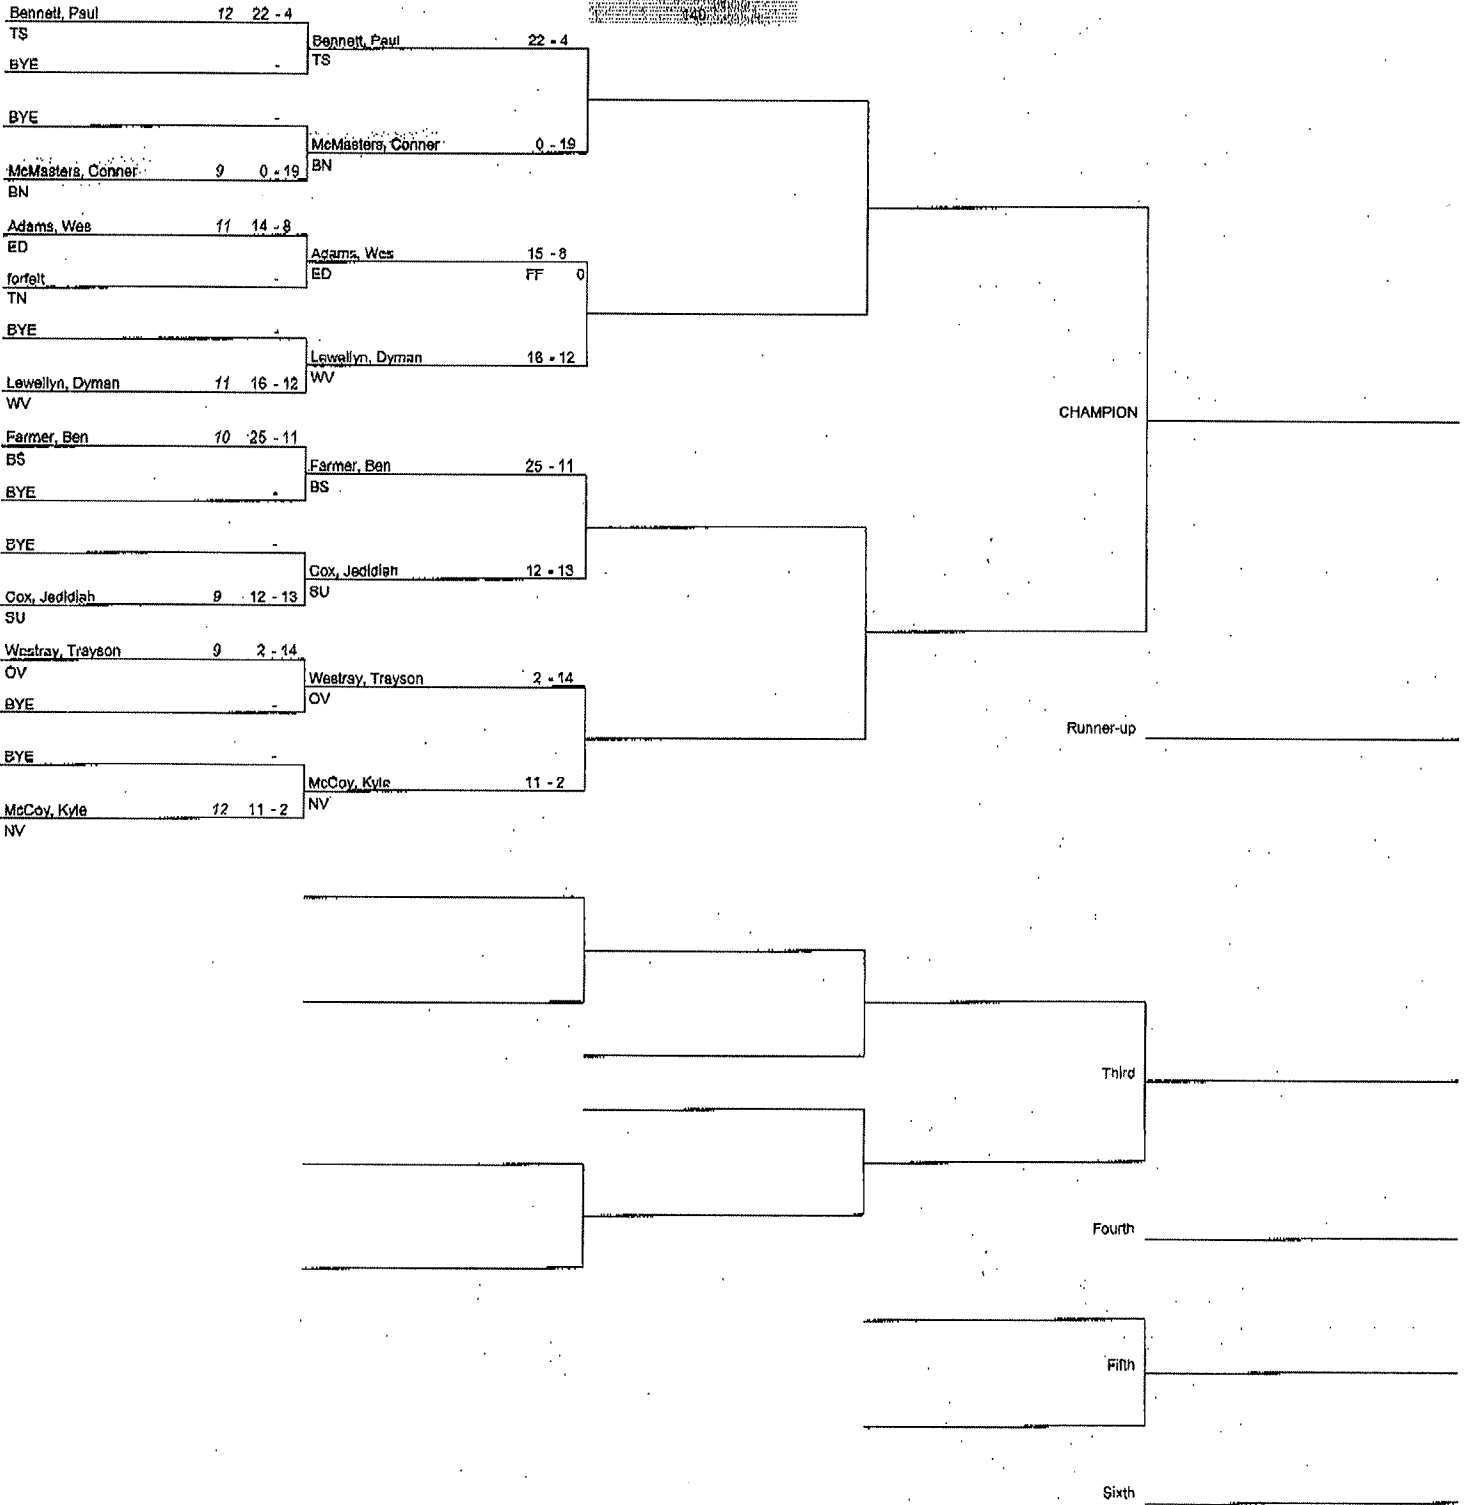 140
Bennett, Paul 12 22 - 4
TS
BYE -
Bennett, Paul 22 - 4
TS
BYE -
McMasters, Conner 9 0 - 19
BN
McMasters, Conner 0 - 19
BN
Adams, Wes 11 14 - 8
ED
forfeit -
TN
Adams, Wes 15 - 8
ED FF 0
BYE -
Lewellyn, Dyman 11 16 - 12
WV
Lewellyn, Dyman 16 - 12
WV
Farmer, Ben 10 25 - 11
BS
BYE -
Farmer, Ben 25 - 11
BS
BYE -
Cox, Jedidiah 9 12 - 13
SU
Cox, Jedidiah 12 - 13
SU
Westray, Trayson 9 2 - 14
OV
BYE -
Westray, Trayson 2 - 14
OV
BYE -
McCoy, Kyle 12 11 - 2
NV
McCoy, Kyle 11 - 2
NV
CHAMPION
Runner-up
Third
Fourth
Fifth
Sixth